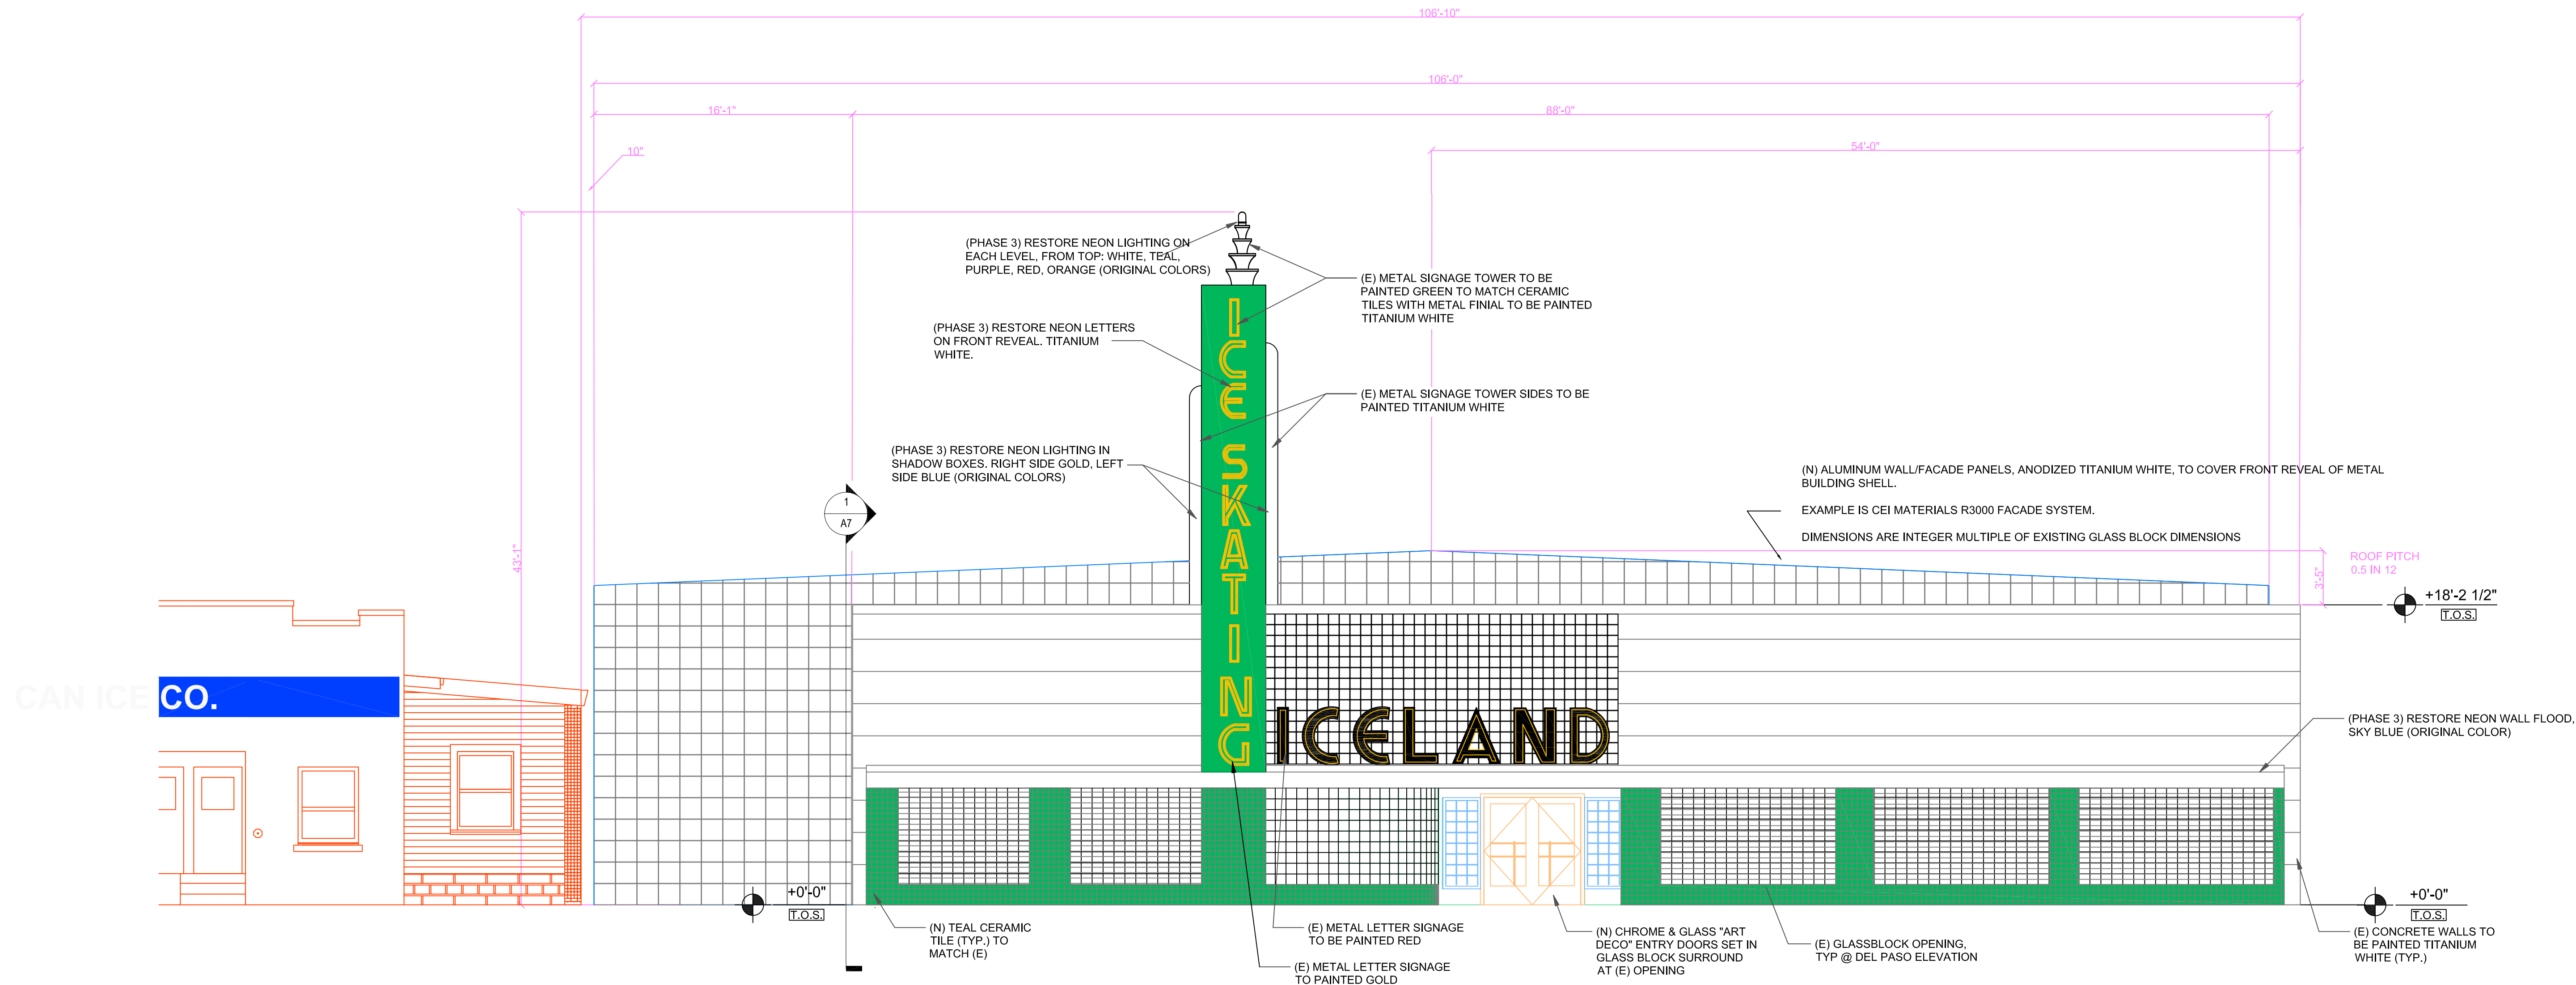 106'-10"
106'-0"
16'-1"
88'-0"
10"
54'-0"
43'-1"
(PHASE 3) RESTORE NEON LIGHTING ON
EACH LEVEL, FROM TOP: WHITE, TEAL,
PURPLE, RED, ORANGE (ORIGINAL COLORS)
(E) METAL SIGNAGE TOWER TO BE
PAINTED GREEN TO MATCH CERAMIC
TILES WITH METAL FINIAL TO BE PAINTED
TITANIUM WHITE
(PHASE 3) RESTORE NEON LETTERS
ON FRONT REVEAL. TITANIUM
WHITE.
(E) METAL SIGNAGE TOWER SIDES TO BE
PAINTED TITANIUM WHITE
(PHASE 3) RESTORE NEON LIGHTING IN
SHADOW BOXES. RIGHT SIDE GOLD, LEFT
SIDE BLUE (ORIGINAL COLORS)
1
A7
ICE SKATING
(N) ALUMINUM WALL/FACADE PANELS, ANODIZED TITANIUM WHITE, TO COVER FRONT REVEAL OF METAL
BUILDING SHELL.
EXAMPLE IS CEI MATERIALS R3000 FACADE SYSTEM.
DIMENSIONS ARE INTEGER MULTIPLE OF EXISTING GLASS BLOCK DIMENSIONS
3'-5"
ROOF PITCH
0.5 IN 12
+18'-2 1/2"
T.O.S.
CAN ICE CO.
ICELAND
(PHASE 3) RESTORE NEON WALL FLOOD,
SKY BLUE (ORIGINAL COLOR)
+0'-0"
T.O.S.
+0'-0"
T.O.S.
(N) TEAL CERAMIC
TILE (TYP.) TO
MATCH (E)
(E) METAL LETTER SIGNAGE
TO BE PAINTED RED
(E) METAL LETTER SIGNAGE
TO PAINTED GOLD
(N) CHROME & GLASS "ART
DECO" ENTRY DOORS SET IN
GLASS BLOCK SURROUND
AT (E) OPENING
(E) GLASSBLOCK OPENING,
TYP @ DEL PASO ELEVATION
(E) CONCRETE WALLS TO
BE PAINTED TITANIUM
WHITE (TYP.)